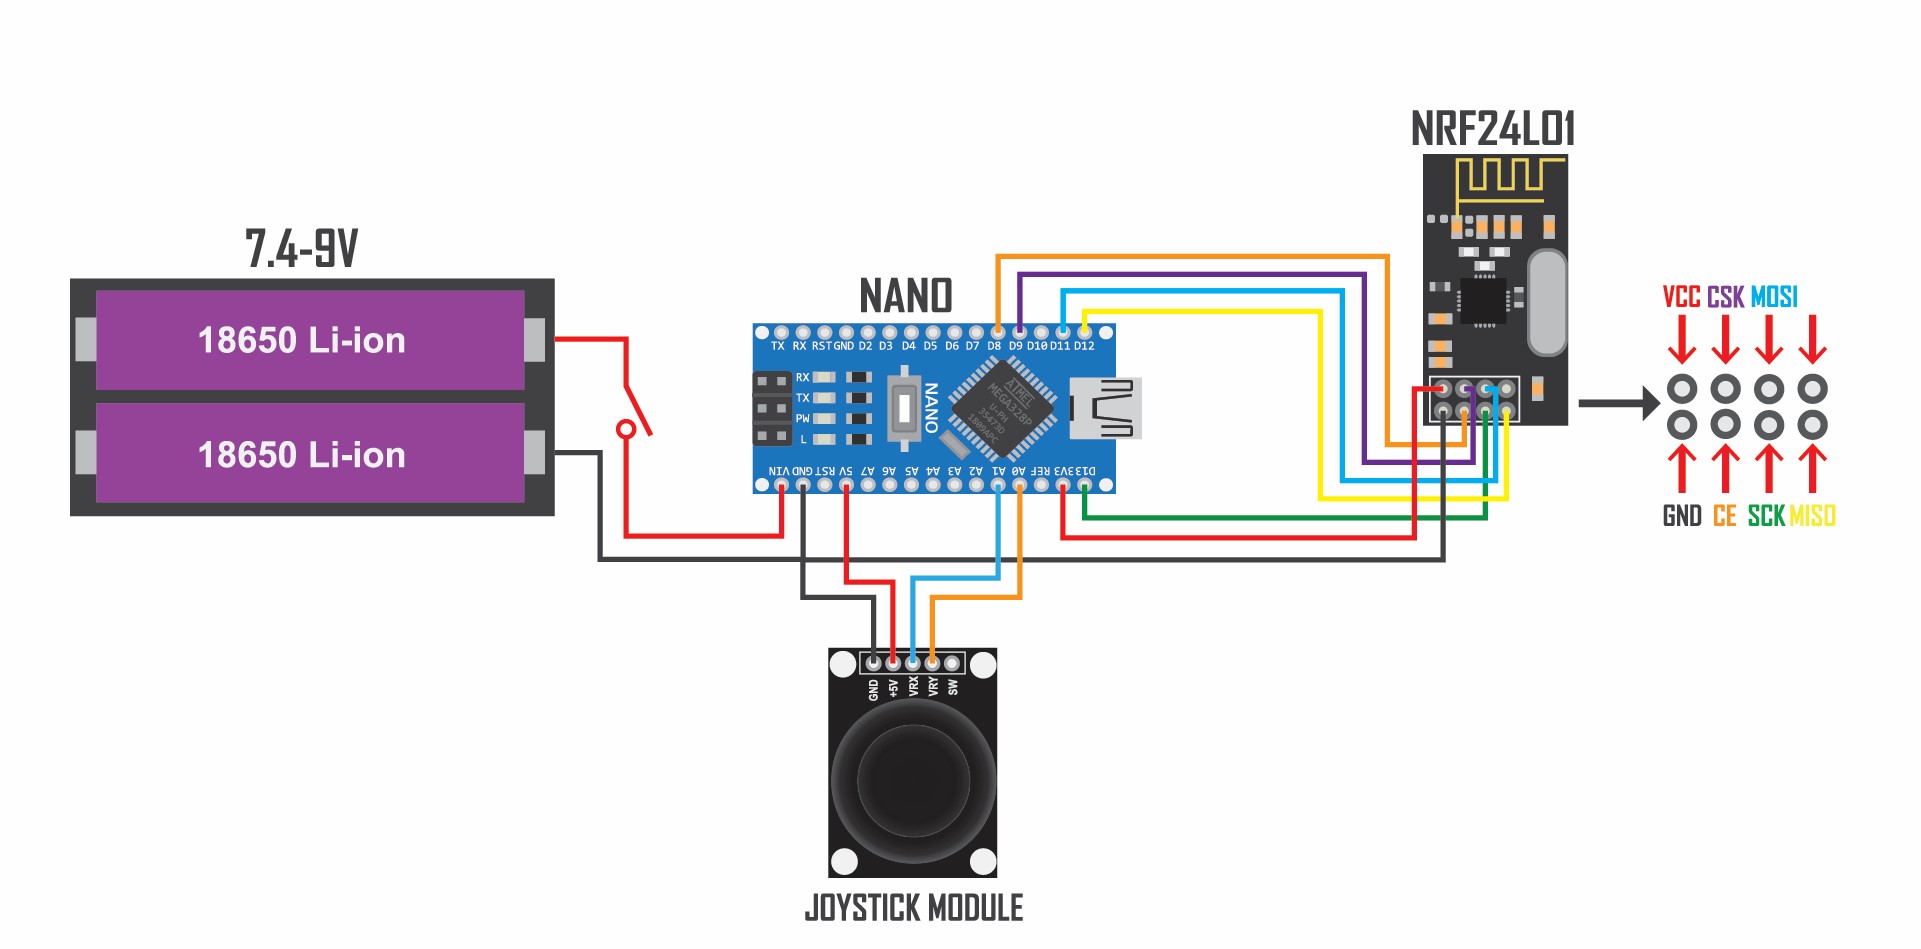 NRF24L01
7.4-9V
18650 Li-ion
18650 Li-ion
NANO
TX RX RST GND D2 D3 D4 D5 D6 D7 D8 D9 D10 D11 D12
RX
TX
PW
L
NANO
ATMEL
MEGA328P
U-PH
35473D
1809APC
VIN GND RST 5V A7 A6 A5 A4 A3 A2 A1 A0 REF 3V3 D13
VCC CSK MOSI
GND CE SCK MISO
GND +5V VRX VRY SW
JOYSTICK MODULE